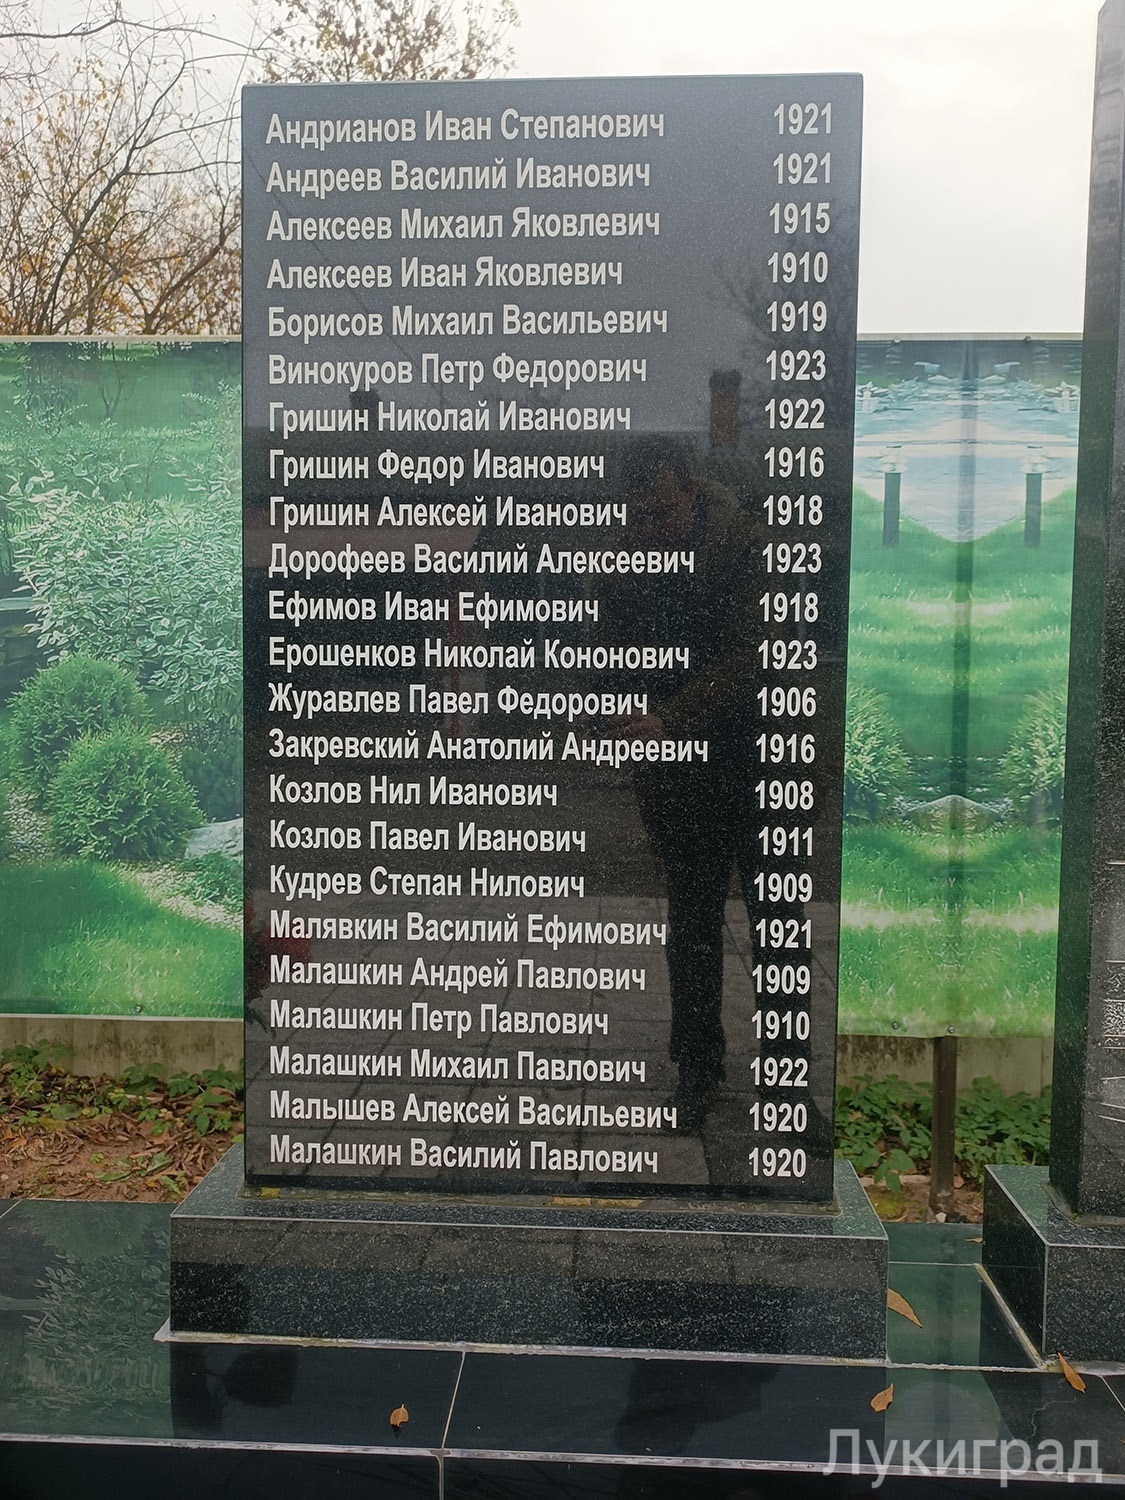 Андрианов Иван Степанович 1921
Андреев Василий Иванович 1921
Алексеев Михаил Яковлевич 1915
Алексеев Иван Яковлевич 1910
Борисов Михаил Васильевич 1919
Винокуров Петр Федорович 1923
Гришин Николай Иванович 1922
Гришин Федор Иванович 1916
Гришин Алексей Иванович 1918
Дорофеев Василий Алексеевич 1923
Ефимов Иван Ефимович 1918
Ерошенков Николай Кононович 1923
Журавлев Павел Федорович 1906
Закревский Анатолий Андреевич 1916
Козлов Нил Иванович 1908
Козлов Павел Иванович 1911
Кудрев Степан Нилович 1909
Малявкин Василий Ефимович 1921
Малашкин Андрей Павлович 1909
Малашкин Петр Павлович 1910
Малашкин Михаил Павлович 1922
Малышев Алексей Васильевич 1920
Малашкин Василий Павлович 1920
Лукиград